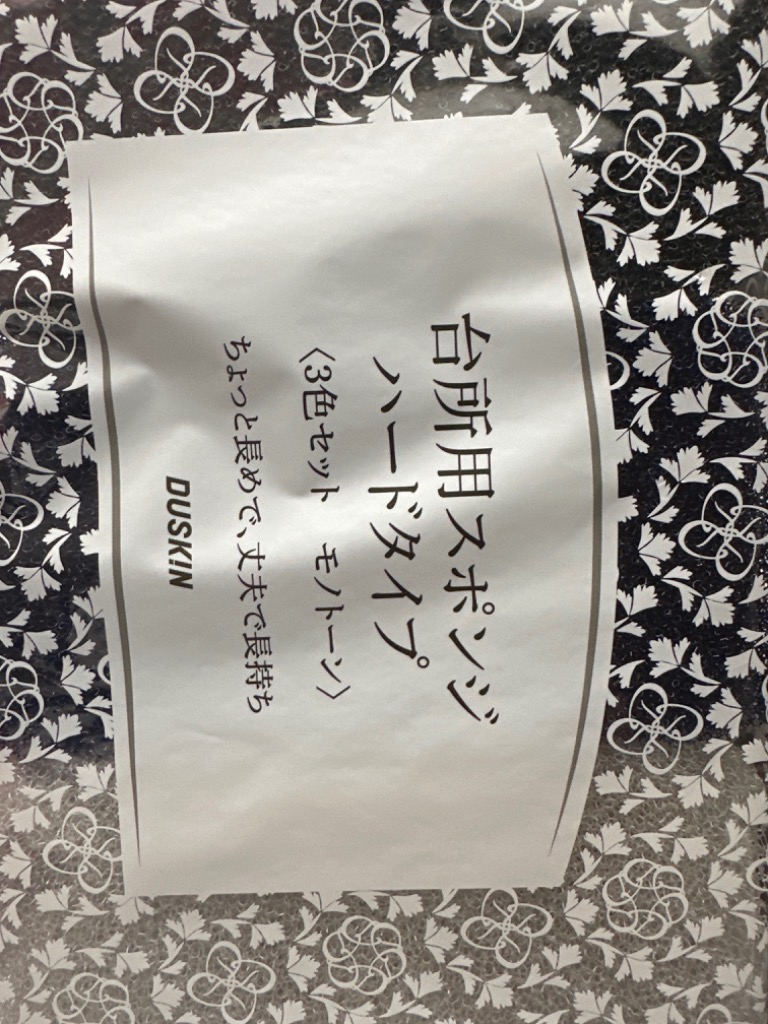 台所用スポンジ
ハードタイプ
〈3色セット　モノトーン〉
ちょっと長めで、丈夫で長持ち
DUSKIN